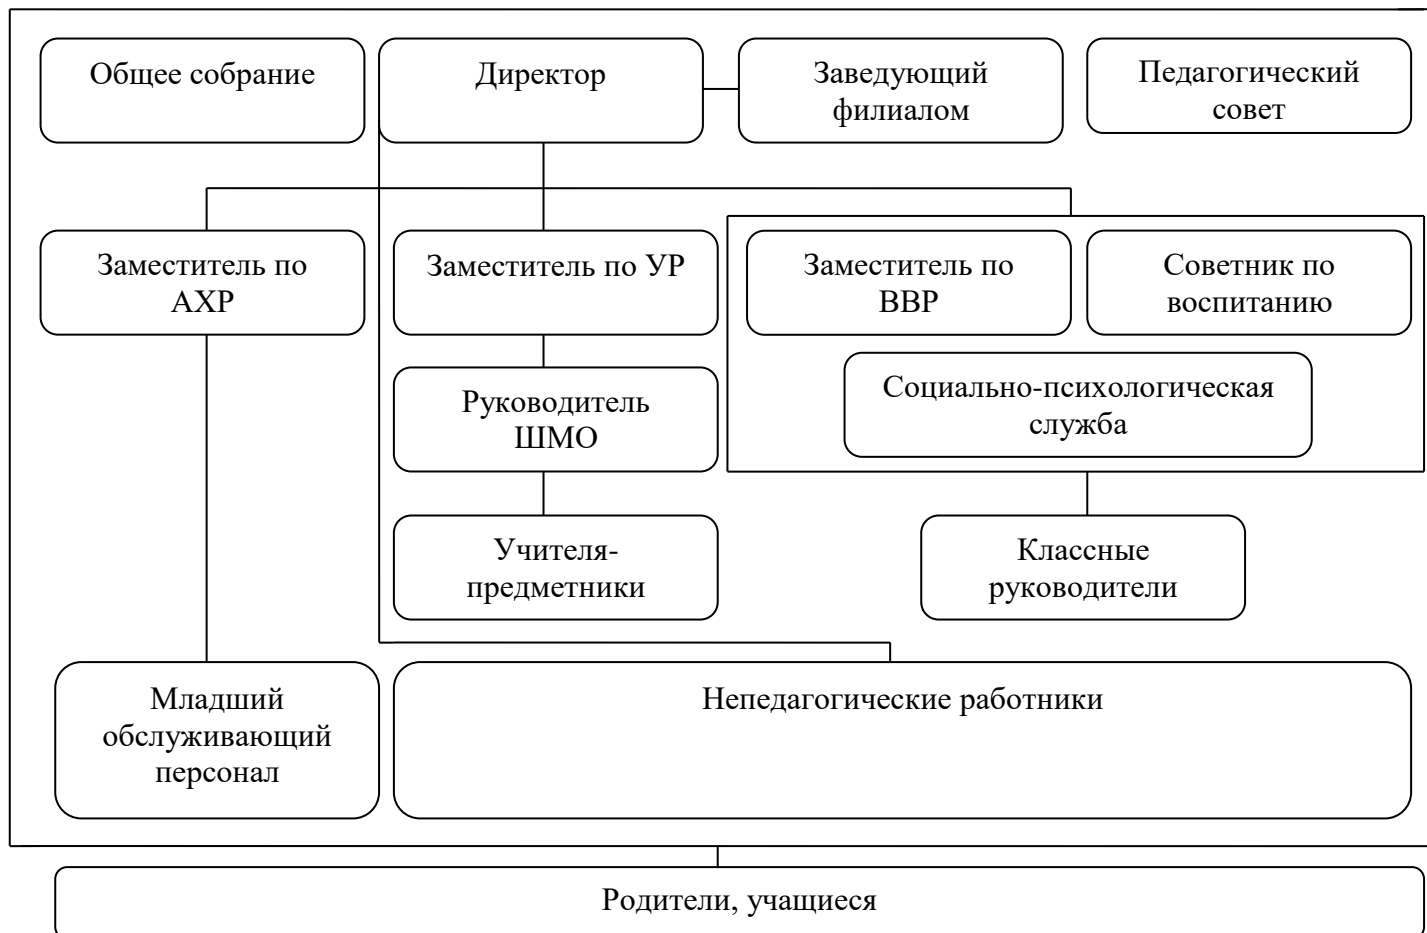 Общее собрание
Директор
Заведующий
филиалом
Педагогический
совет
Заместитель по
АХР
Заместитель по УР
Заместитель по
ВВР
Советник по
воспитанию
Руководитель
ШМО
Социально-психологическая
служба
Учителя-
предметники
Классные
руководители
Младший
обслуживающий
персонал
Непедагогические работники
Родители, учащиеся